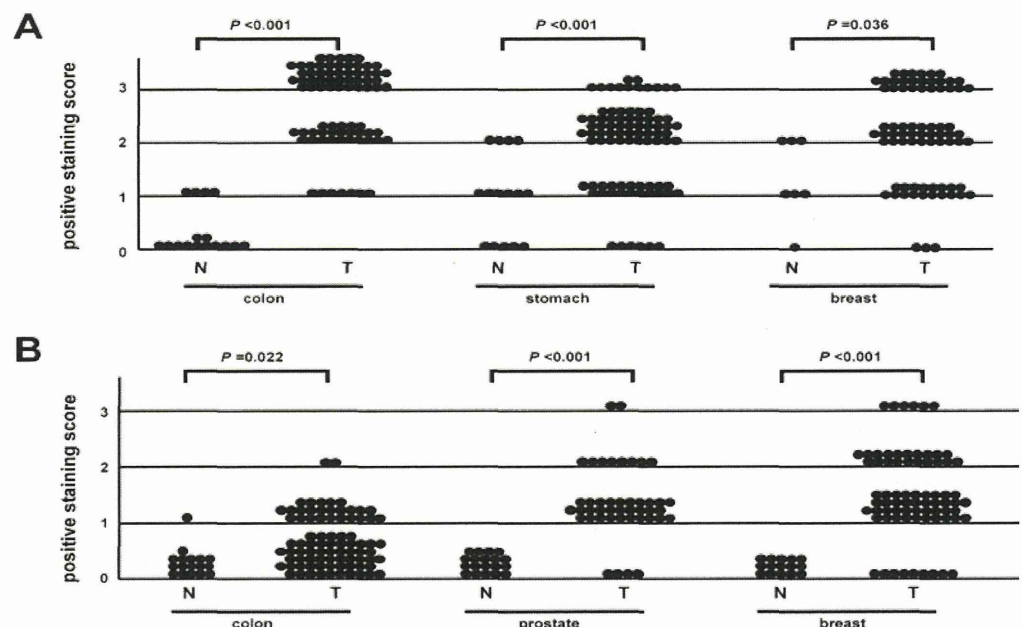 A
P <0.001
P <0.001
P =0.036
positive staining score
3
2
1
0
N T N T N T
colon stomach breast
B
P =0.022
P <0.001
P <0.001
positive staining score
3
2
1
0
N T N T N T
colon prostate breast